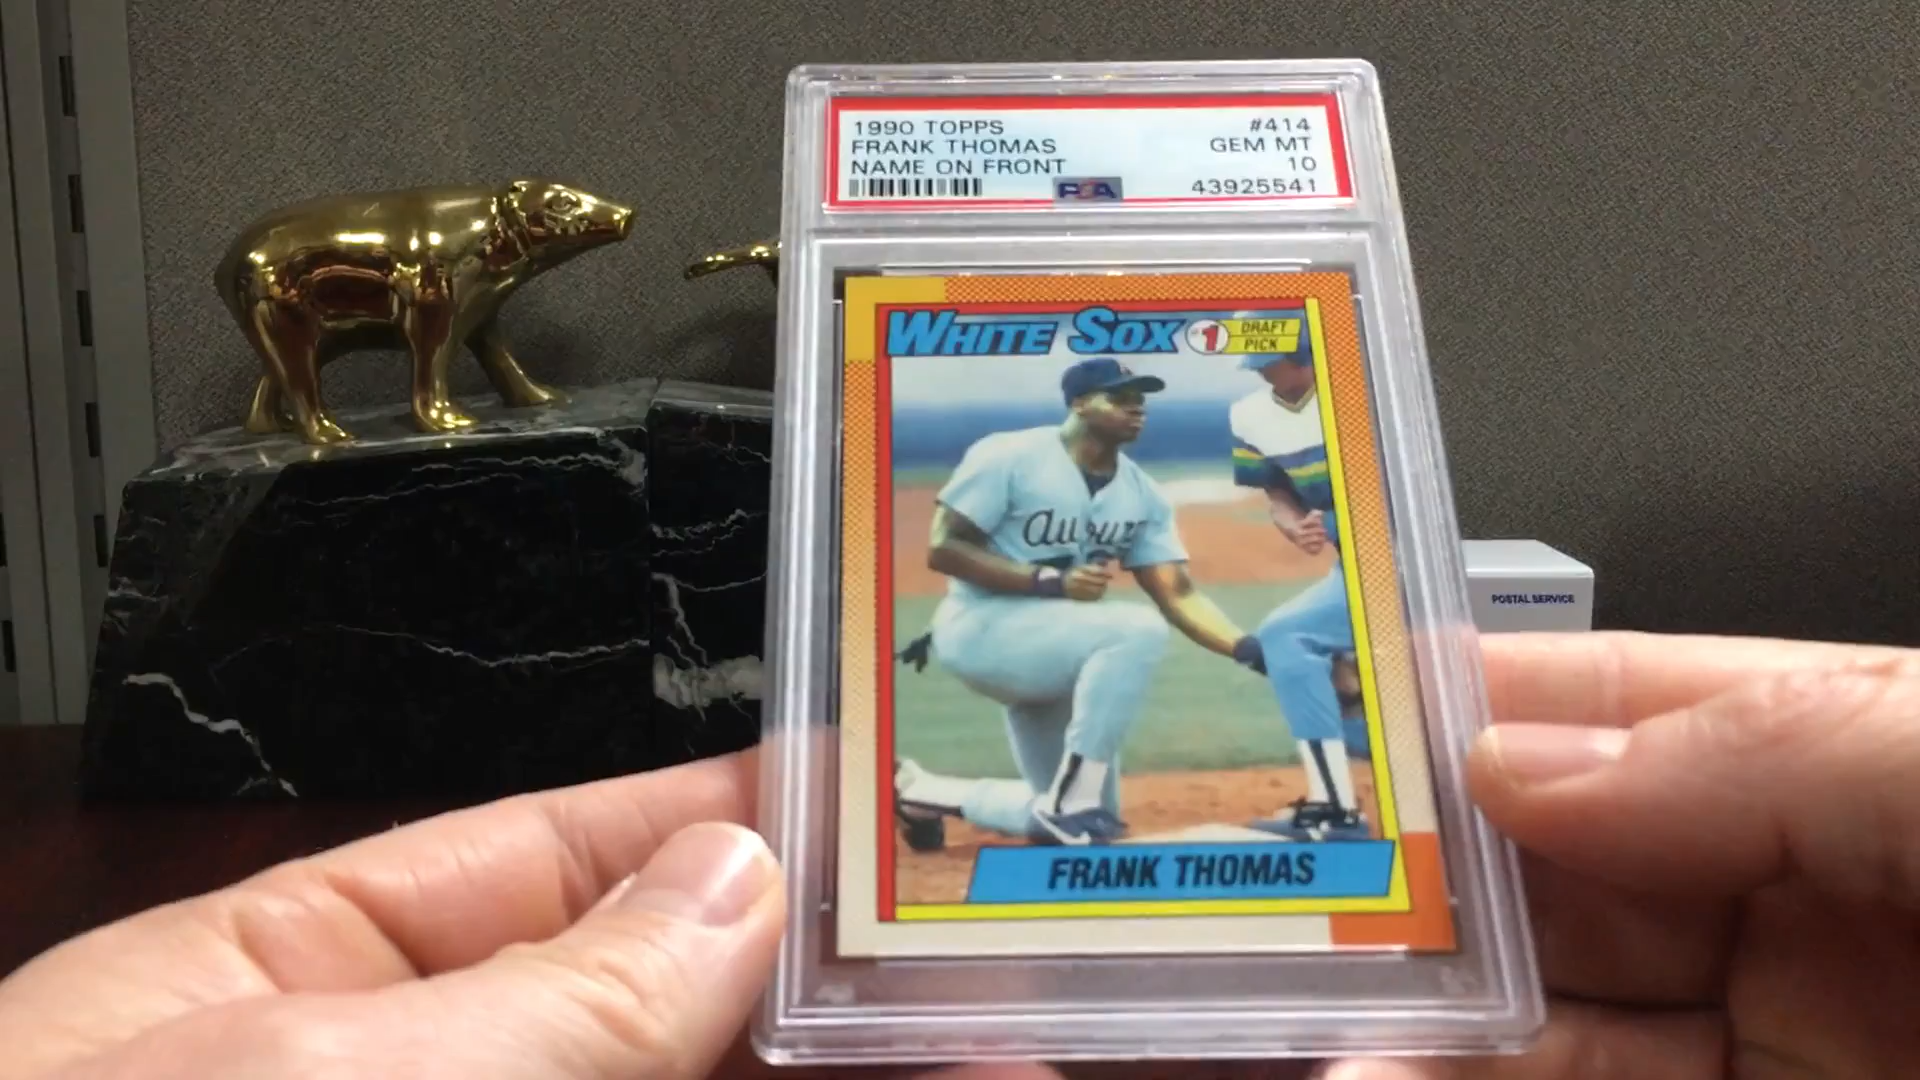 1990 TOPPS #414
FRANK THOMAS GEM MT
NAME ON FRONT 10
PSA 43925541
WHITE SOX #1 DRAFT PICK
Auburn
FRANK THOMAS
POSTAL SERVICE